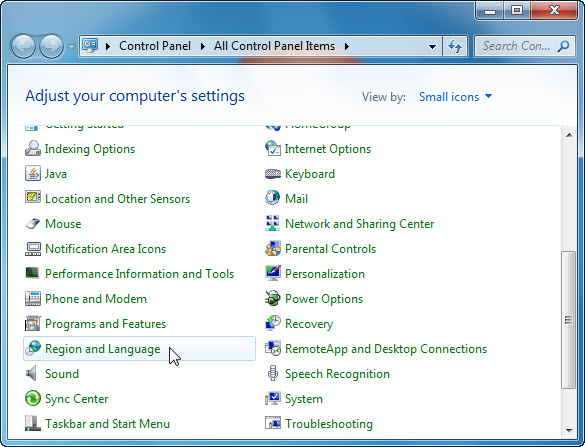 Control Panel All Control Panel Items
Search Con...
Adjust your computer's settings
View by: Small icons
Getting Started HomeGroup
Indexing Options Internet Options
Java Keyboard
Location and Other Sensors Mail
Mouse Network and Sharing Center
Notification Area Icons Parental Controls
Performance Information and Tools Personalization
Phone and Modem Power Options
Programs and Features Recovery
Region and Language RemoteApp and Desktop Connections
Sound Speech Recognition
Sync Center System
Taskbar and Start Menu Troubleshooting